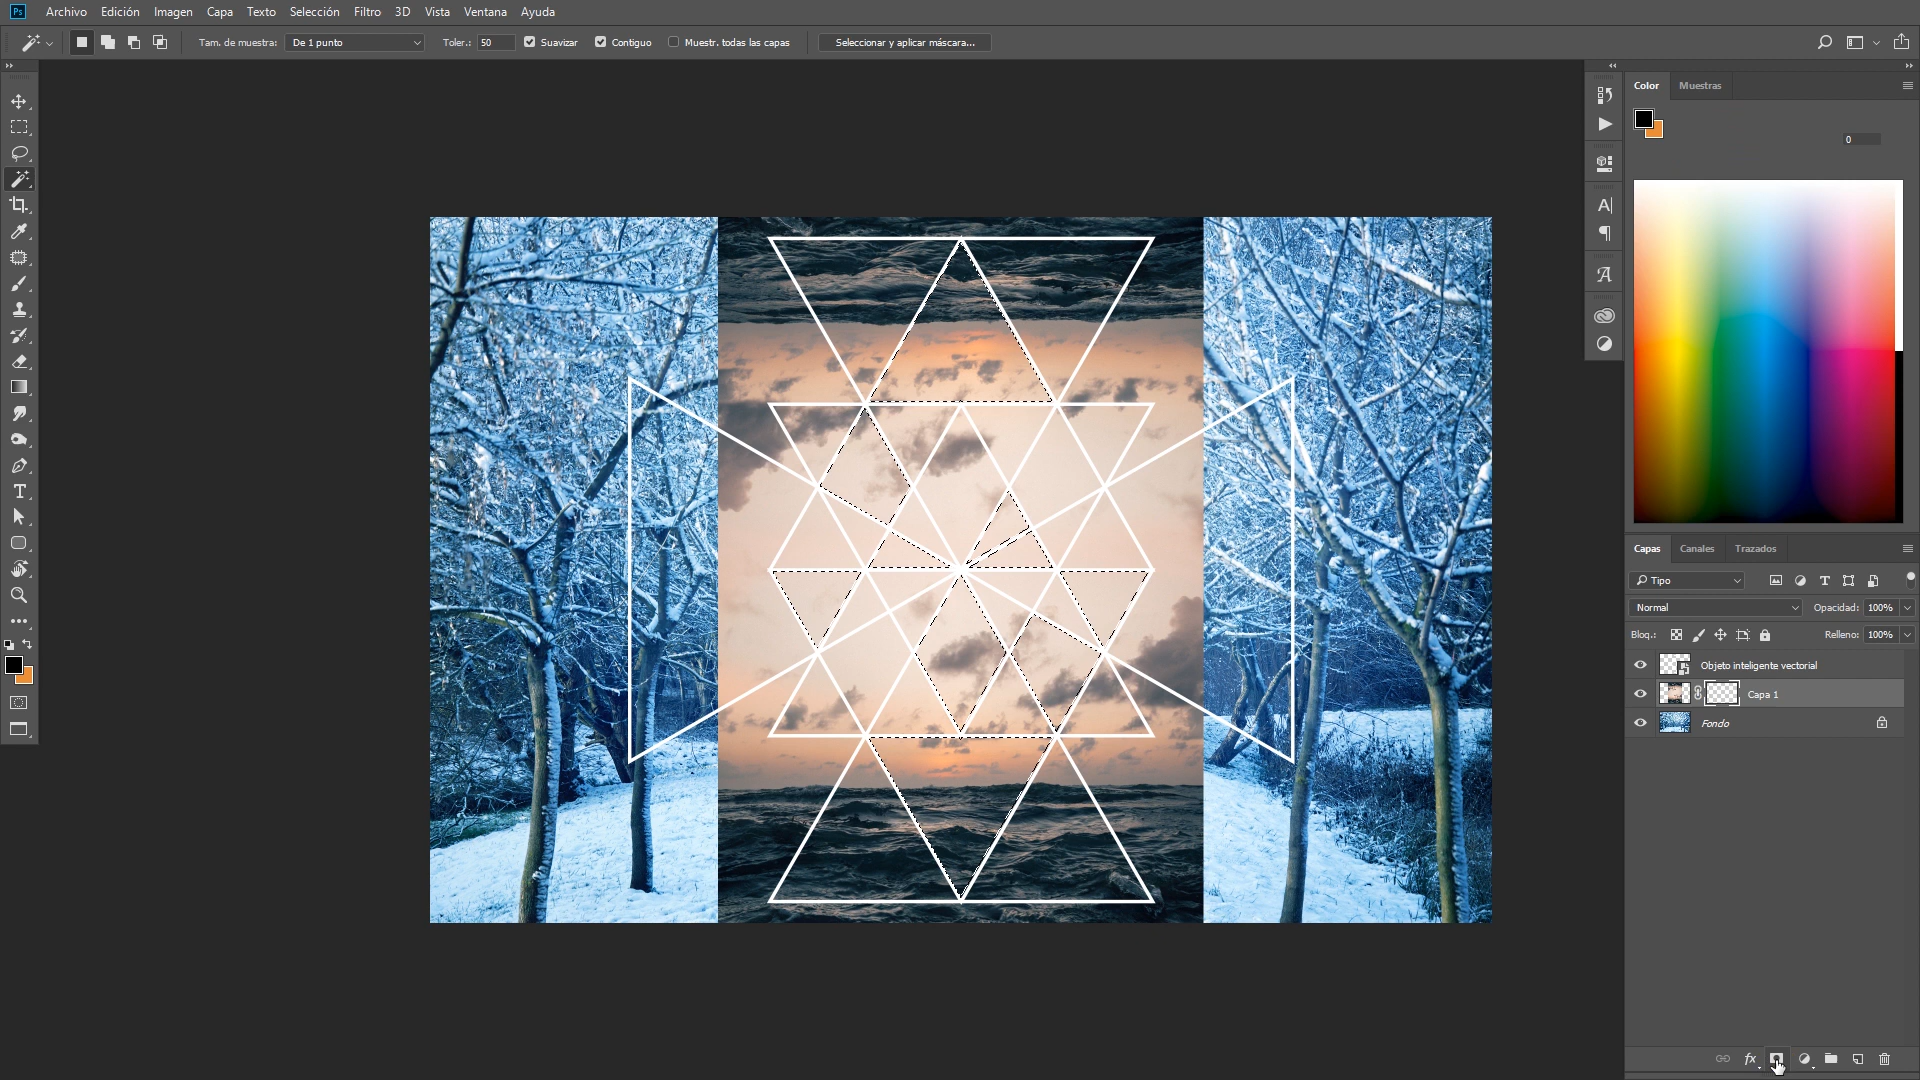 Ps Archivo Edición Imagen Capa Texto Selección Filtro 3D Vista Ventana Ayuda
Tam. de muestra: De 1 punto Toler.: 50 Suavizar Contiguo Muestr. todas las capas Seleccionar y aplicar máscara...
Color Muestras
0
Capas Canales Trazados
Tipo
Normal Opacidad: 100%
Bloq.: Relleno: 100%
Objeto inteligente vectorial
Capa 1
Fondo
fx